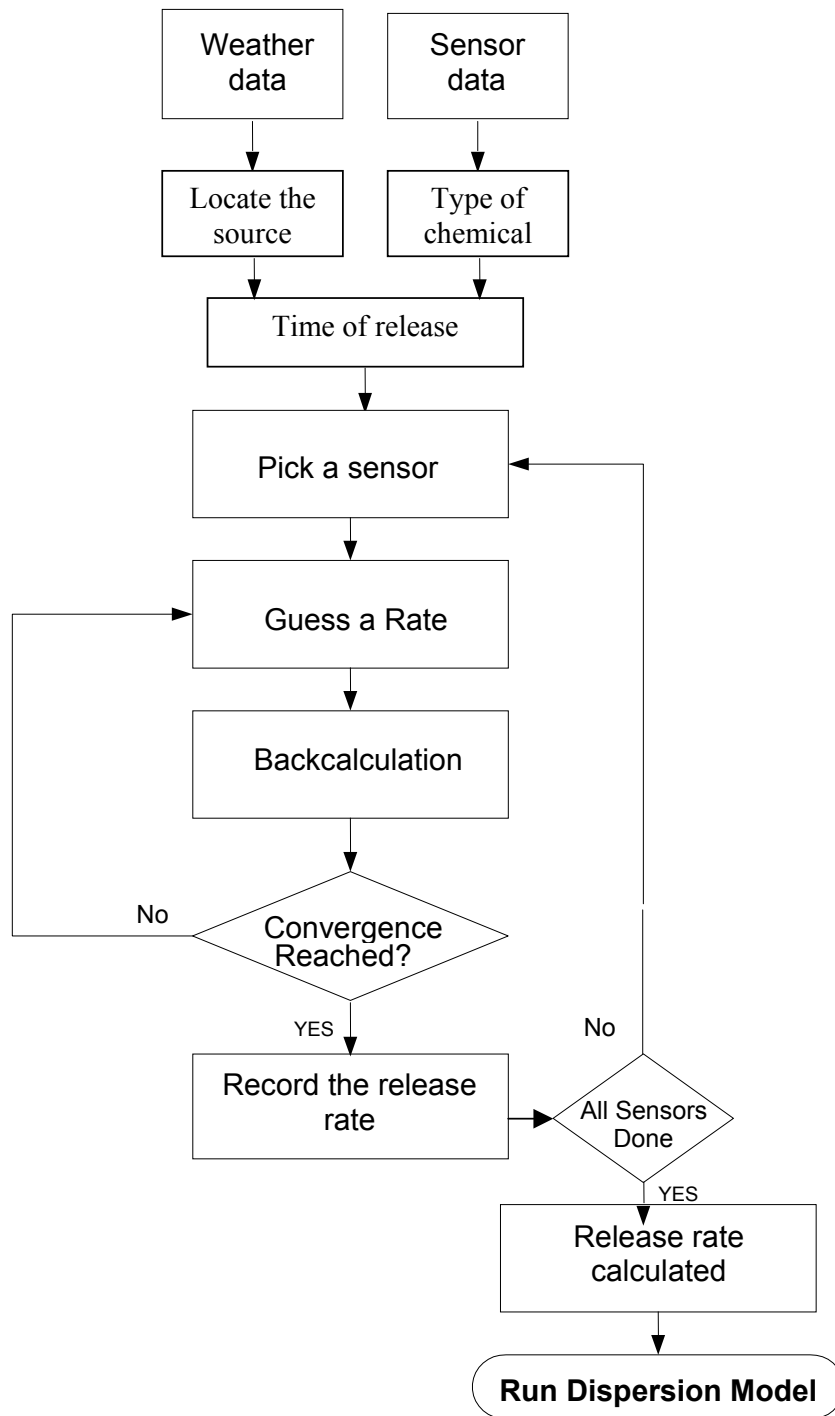 Weather
data
Sensor
data
Locate the
source
Type of
chemical
Time of release
Pick a sensor
Guess a Rate
Backcalculation
No
Convergence
Reached?
YES
Record the release
rate
No
All Sensors
Done
YES
Release rate
calculated
Run Dispersion Model